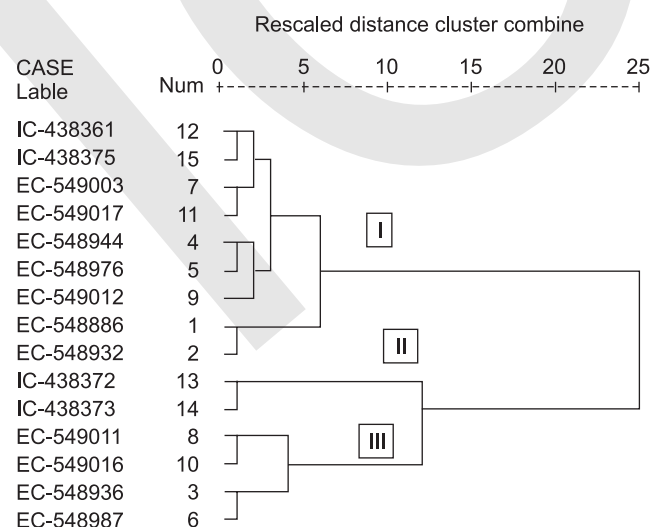 Rescaled distance cluster combine
CASE
Lable Num 0 5 10 15 20 25
IC-438361 12
IC-438375 15
EC-549003 7
EC-549017 11
EC-548944 4
EC-548976 5
EC-549012 9
EC-548886 1
EC-548932 2
IC-438372 13
IC-438373 14
EC-549011 8
EC-549016 10
EC-548936 3
EC-548987 6
I
II
III